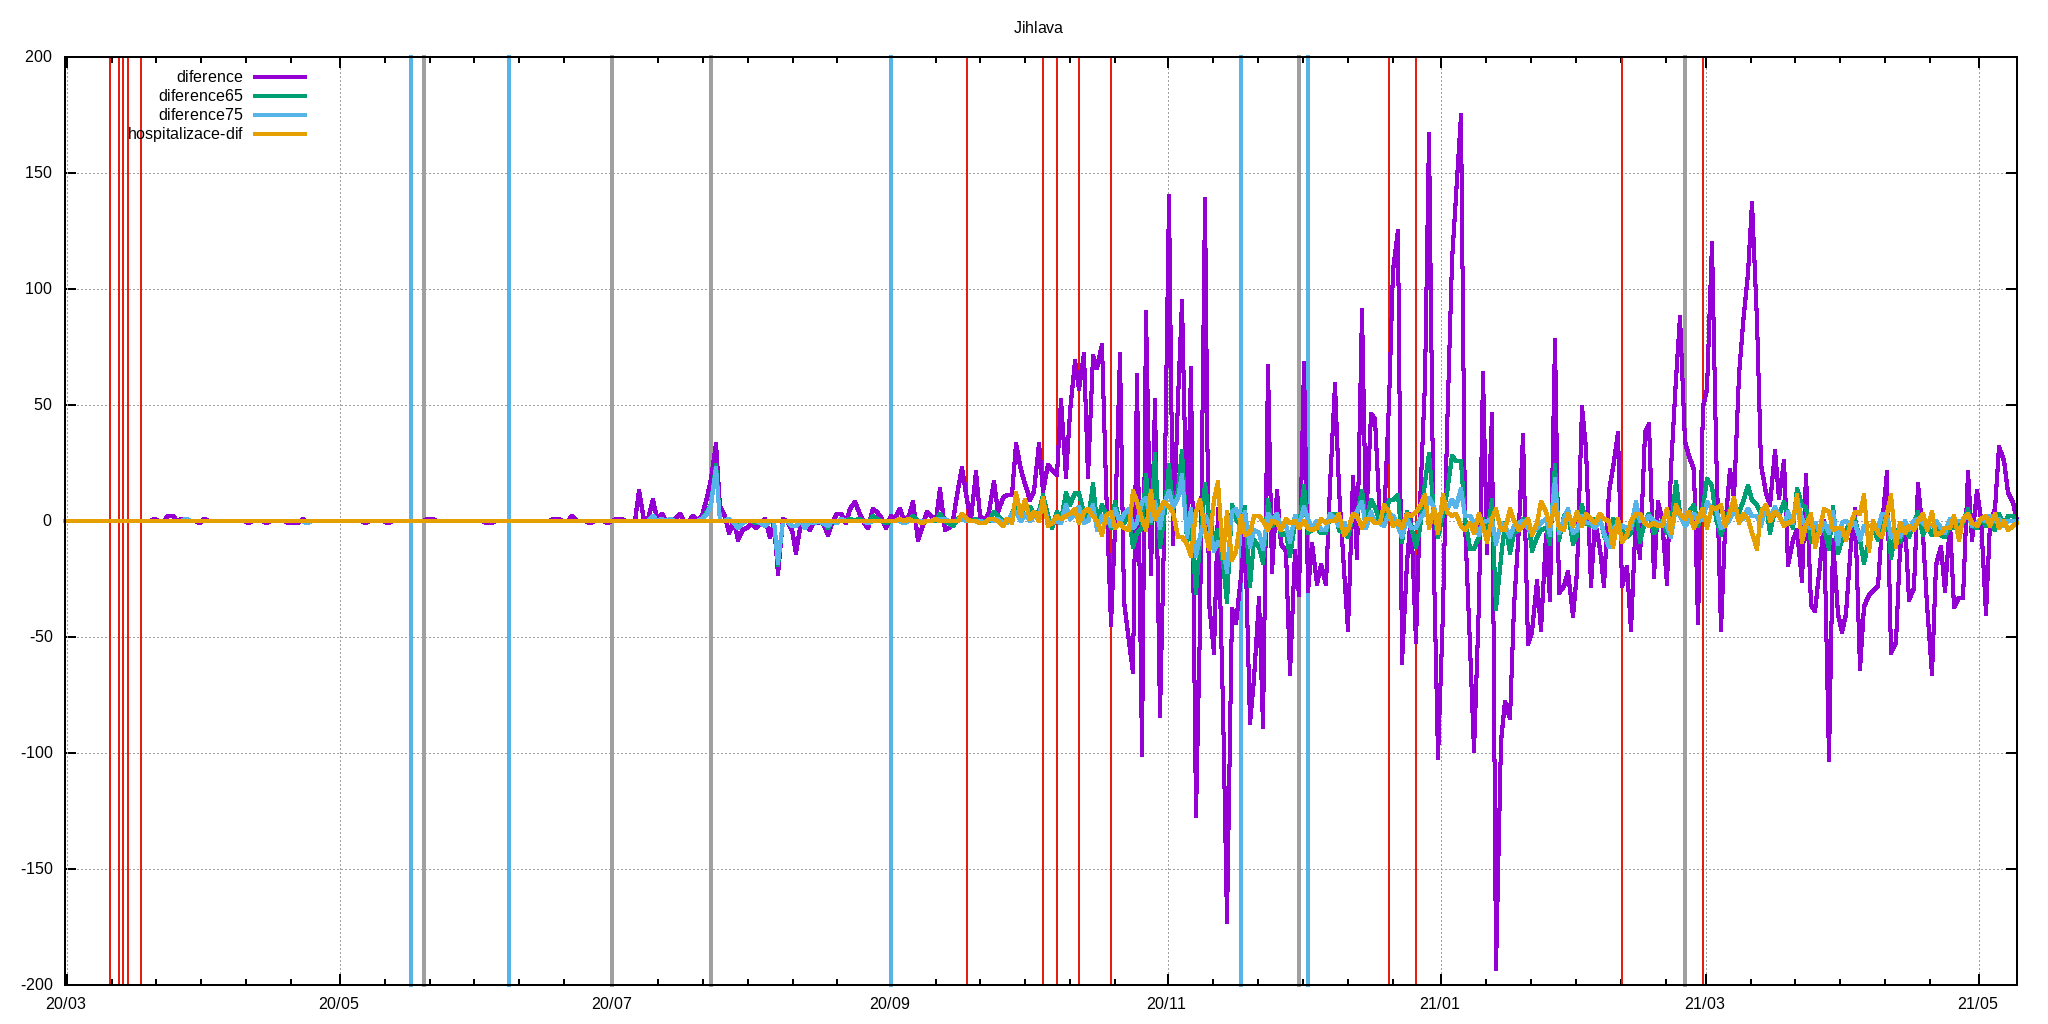 Jihlava
200
150
100
50
0
-50
-100
-150
-200
diference
diference65
diference75
hospitalizace-dif
20/03 20/05 20/07 20/09 20/11 21/01 21/03 21/05